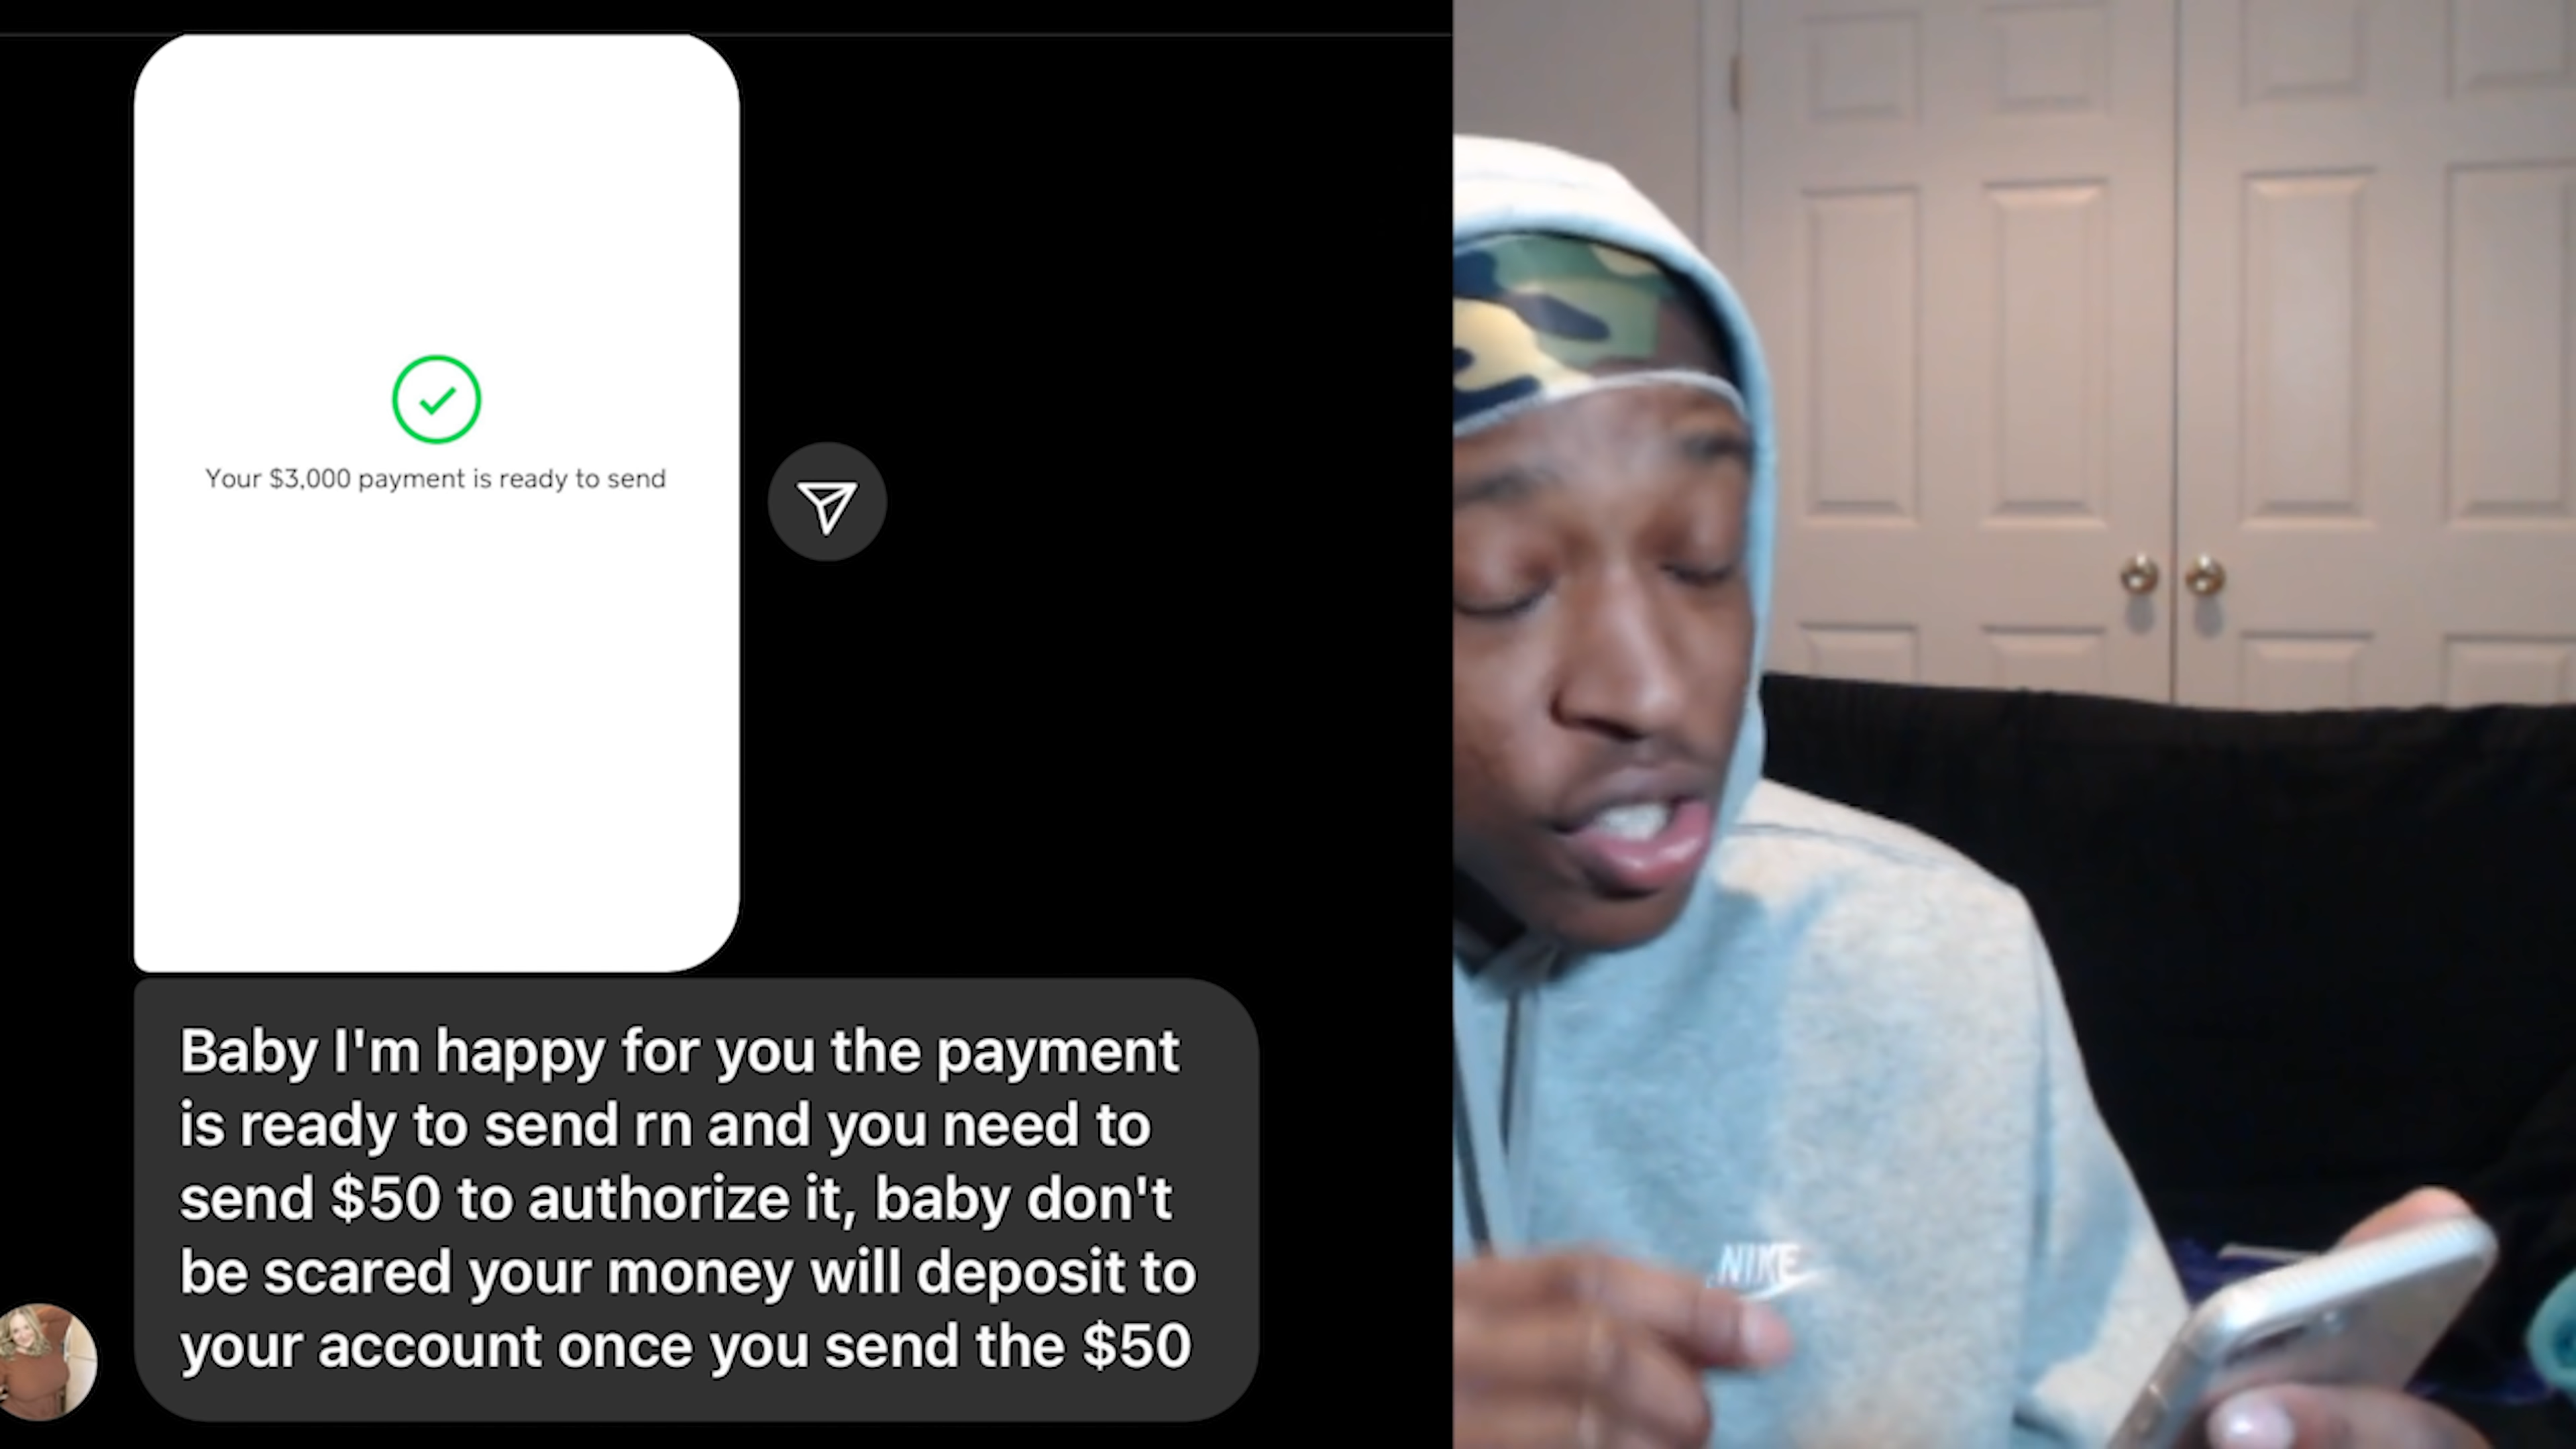 Your $3,000 payment is ready to send
Baby I'm happy for you the payment
is ready to send rn and you need to
send $50 to authorize it, baby don't
be scared your money will deposit to
your account once you send the $50
NIKE